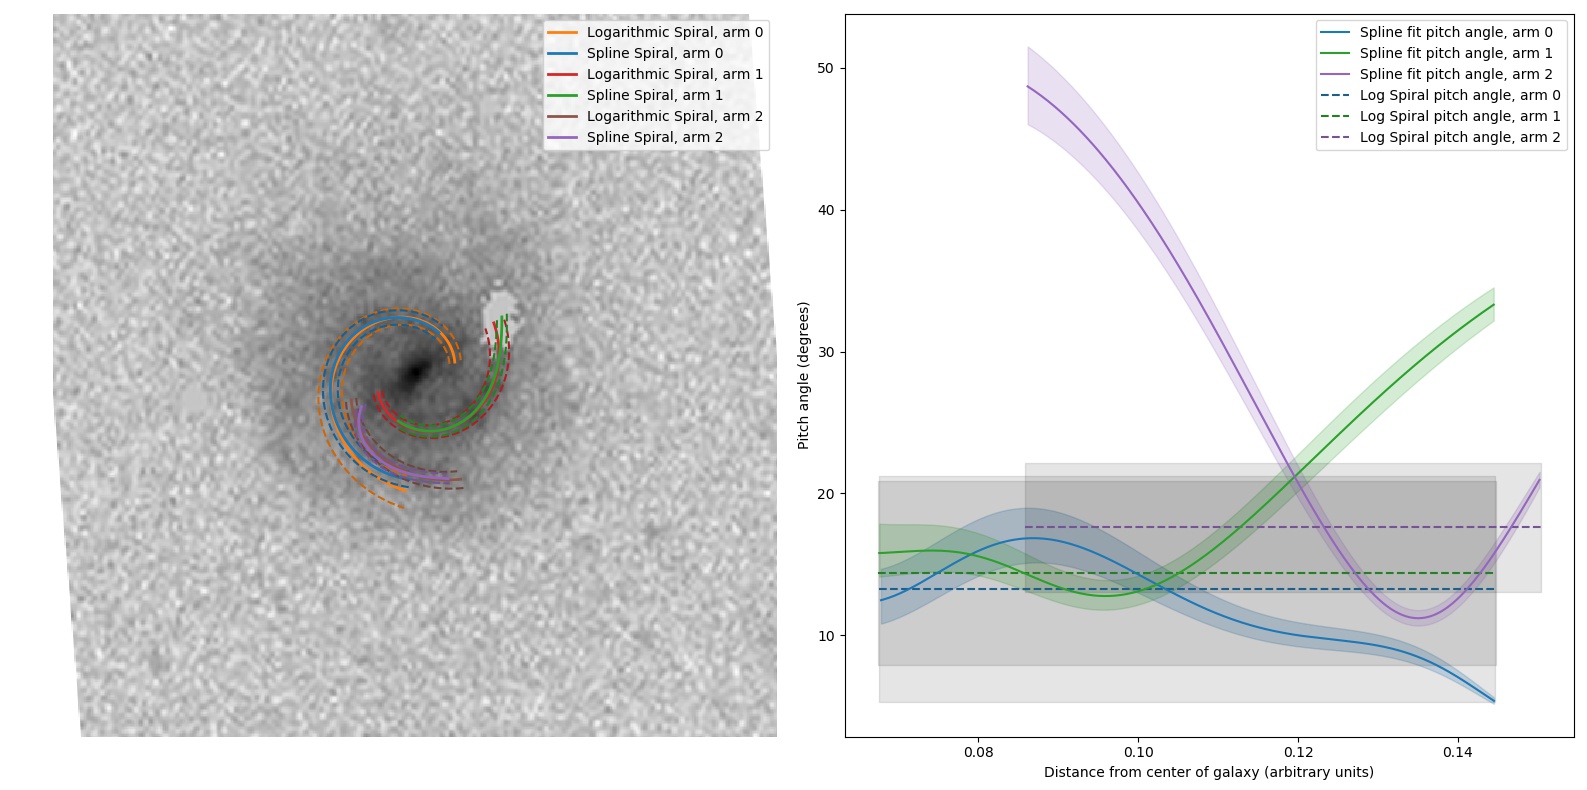 Logarithmic Spiral, arm 0
Spline Spiral, arm 0
Logarithmic Spiral, arm 1
Spline Spiral, arm 1
Logarithmic Spiral, arm 2
Spline Spiral, arm 2
Spline fit pitch angle, arm 0
Spline fit pitch angle, arm 1
Spline fit pitch angle, arm 2
Log Spiral pitch angle, arm 0
Log Spiral pitch angle, arm 1
Log Spiral pitch angle, arm 2
Pitch angle (degrees)
50
40
30
20
10
0.08 0.10 0.12 0.14
Distance from center of galaxy (arbitrary units)